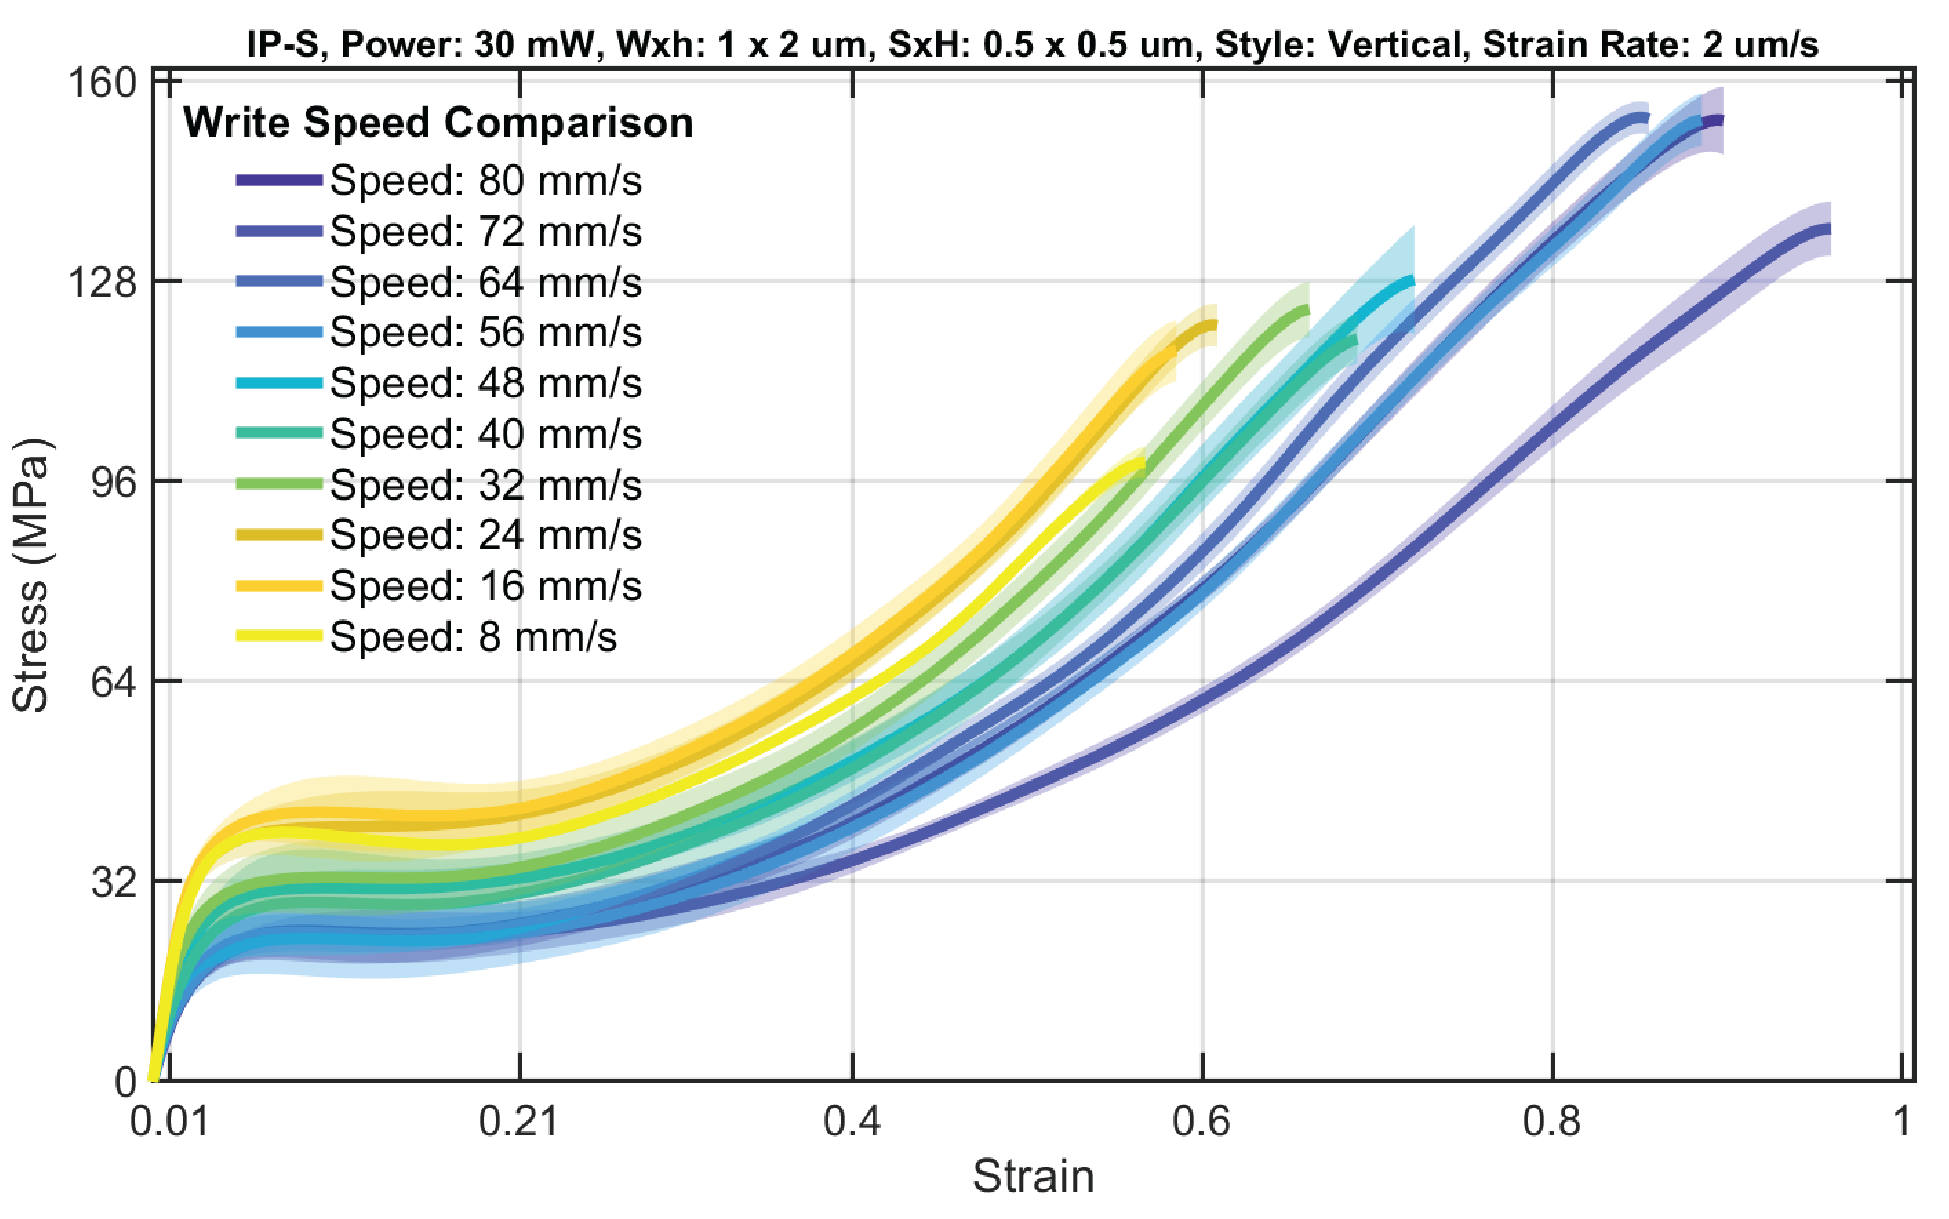 IP-S, Power: 30 mW, Wxh: 1 x 2 um, SxH: 0.5 x 0.5 um, Style: Vertical, Strain Rate: 2 um/s
160
128
96
64
32
0
Stress (MPa)
Write Speed Comparison
Speed: 80 mm/s
Speed: 72 mm/s
Speed: 64 mm/s
Speed: 56 mm/s
Speed: 48 mm/s
Speed: 40 mm/s
Speed: 32 mm/s
Speed: 24 mm/s
Speed: 16 mm/s
Speed: 8 mm/s
0.01 0.21 0.4 0.6 0.8 1
Strain